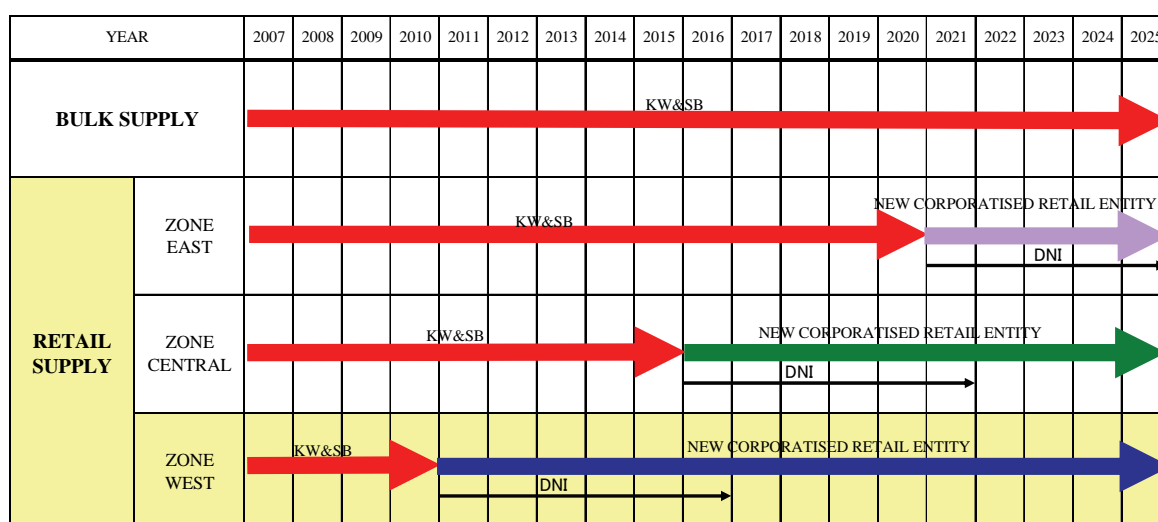 YEAR 2007 2008 2009 2010 2011 2012 2013 2014 2015 2016 2017 2018 2019 2020 2021 2022 2023 2024 2025
BULK SUPPLY
KW&SB
RETAIL
SUPPLY
ZONE
EAST
KW&SB
NEW CORPORATISED RETAIL ENTITY
DNI
ZONE
CENTRAL
KW&SB
NEW CORPORATISED RETAIL ENTITY
DNI
ZONE
WEST
KW&SB
NEW CORPORATISED RETAIL ENTITY
DNI